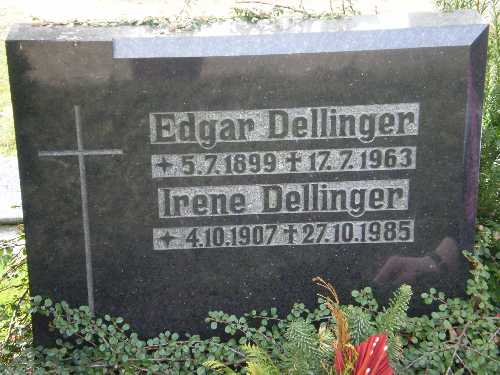 Edgar Dellinger
✦ 5.7.1899 ✝ 17.7.1963
Irene Dellinger
✦ 4.10.1907 ✝ 27.10.1985